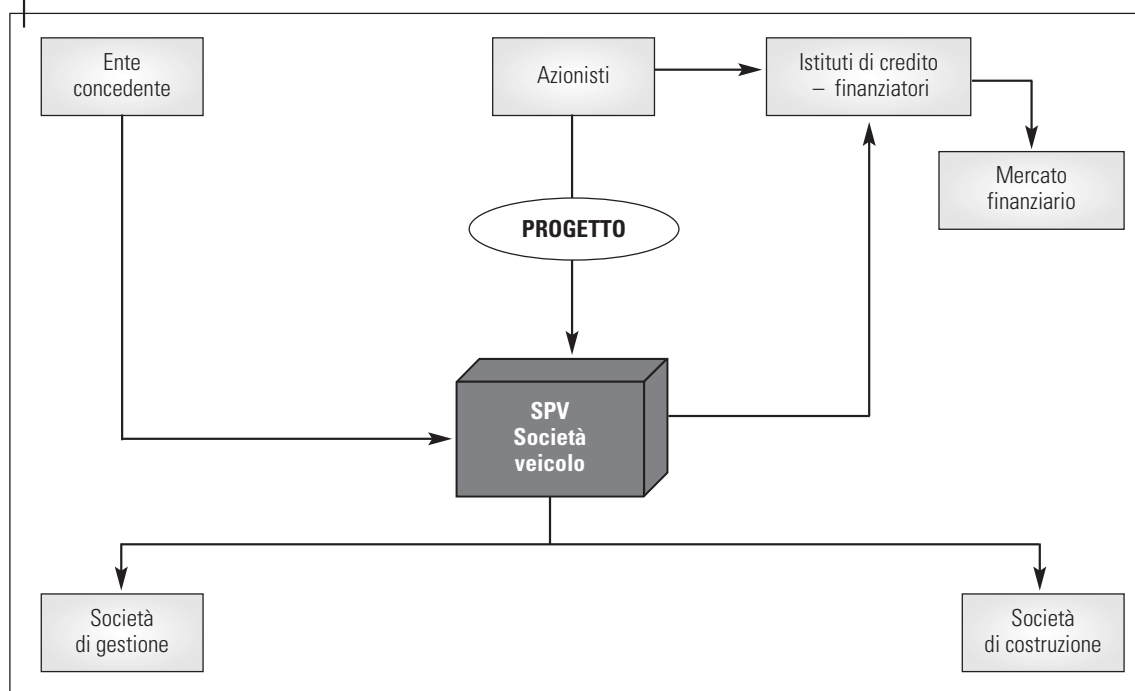 Ente
concedente
Azionisti
Istituti di credito
– finanziatori
Mercato
finanziario
PROGETTO
SPV
Società
veicolo
Società
di gestione
Società
di costruzione